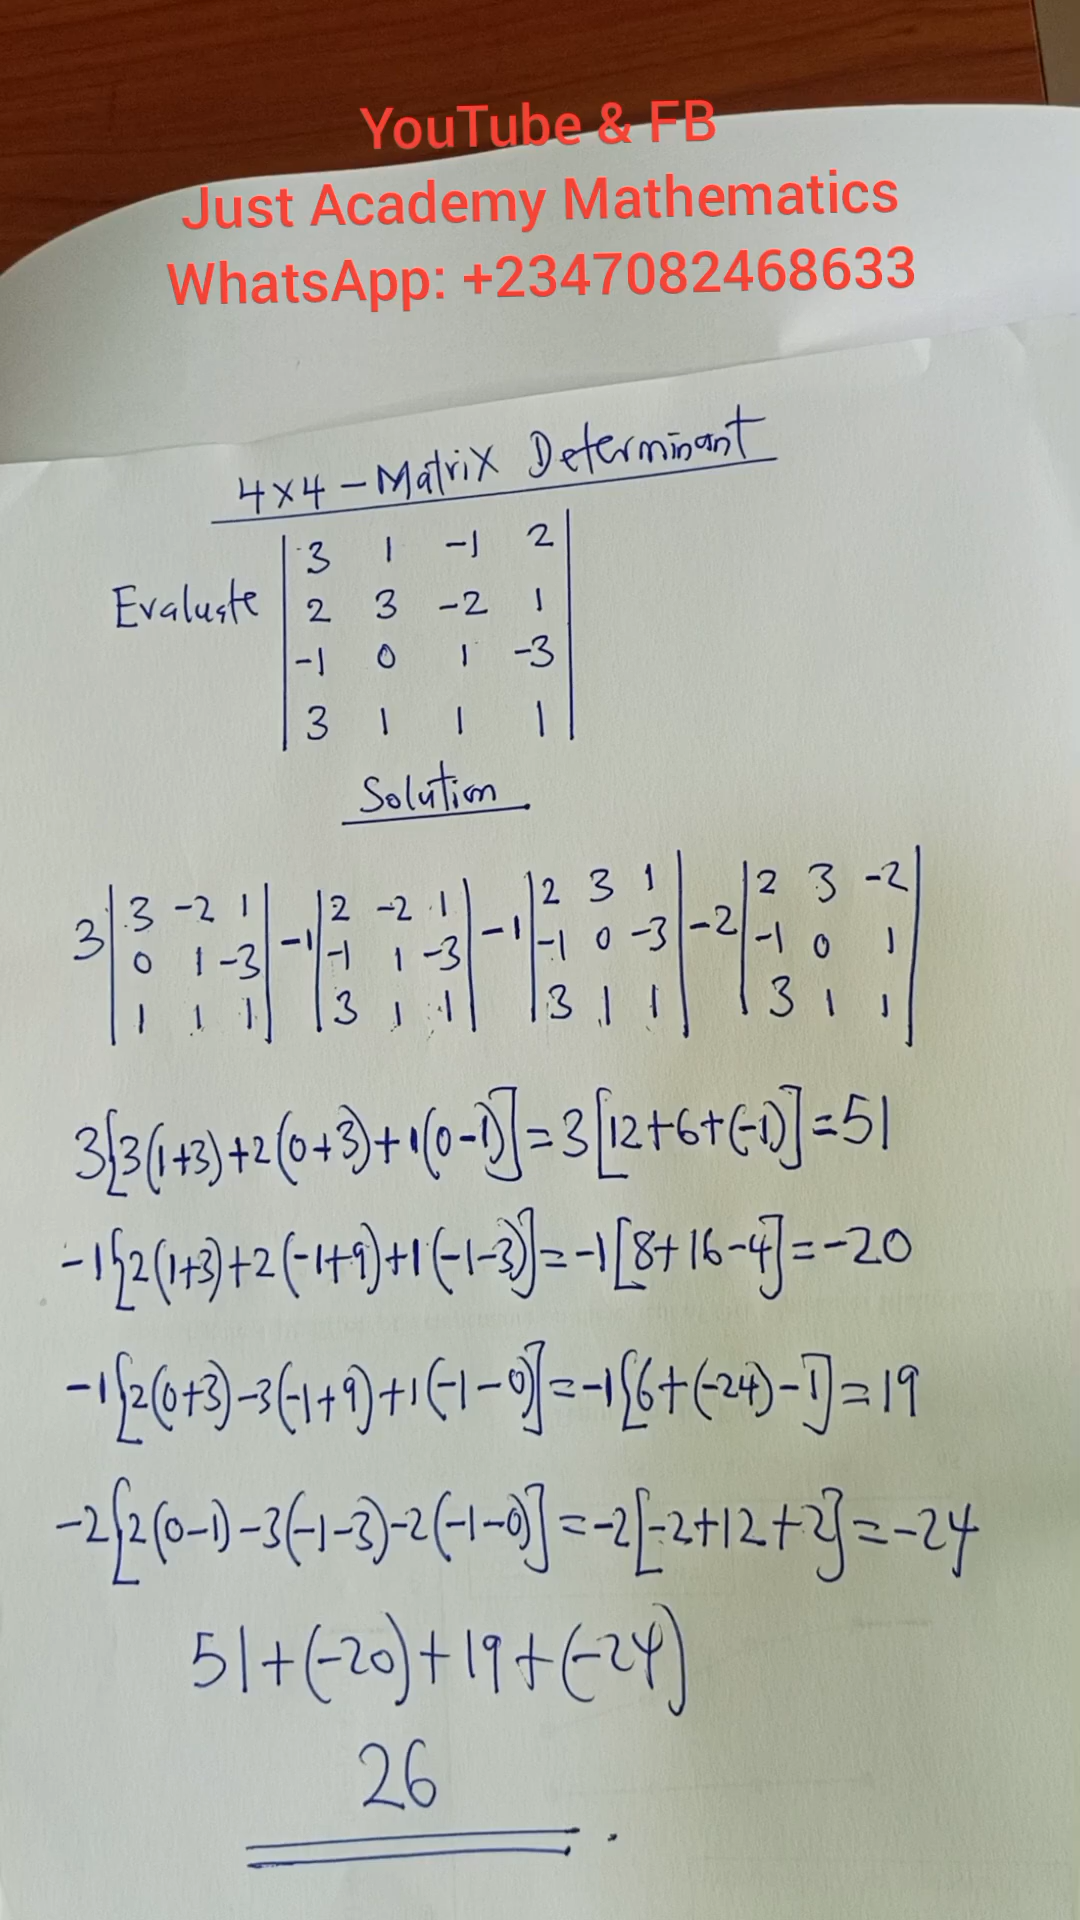 YouTube & FB
Just Academy Mathematics
WhatsApp: +2347082468633
4×4-Matrix Determinant
Evaluate
|3 1 -1 2|
|2 3 -2 1|
|-1 0 1 -3|
|3 1 1 1|
Solution
3|3 -2 1| -1|2 -2 1| -1|2 3 1| -2|2 3 -2|
|0 1 -3| |-1 1 -3| |-1 0 -3| |-1 0 1|
|1 1 1| |3 1 1| |3 1 1| |3 1 1|
3[3(1+3)+2(0+3)+1(0-1)]=3[12+6+(-1)]=51
-1[2(1+3)+2(-1+9)+1(-1-3)]=-1[8+16-4]=-20
-1[2(0+3)-3(-1+9)+1(-1-0)]=-1[6+(-24)-1]=19
-2[2(0-1)-3(-1-3)-2(-1-0)]=-2[-2+12+2]=-24
51+(-20)+19+(-24)
26